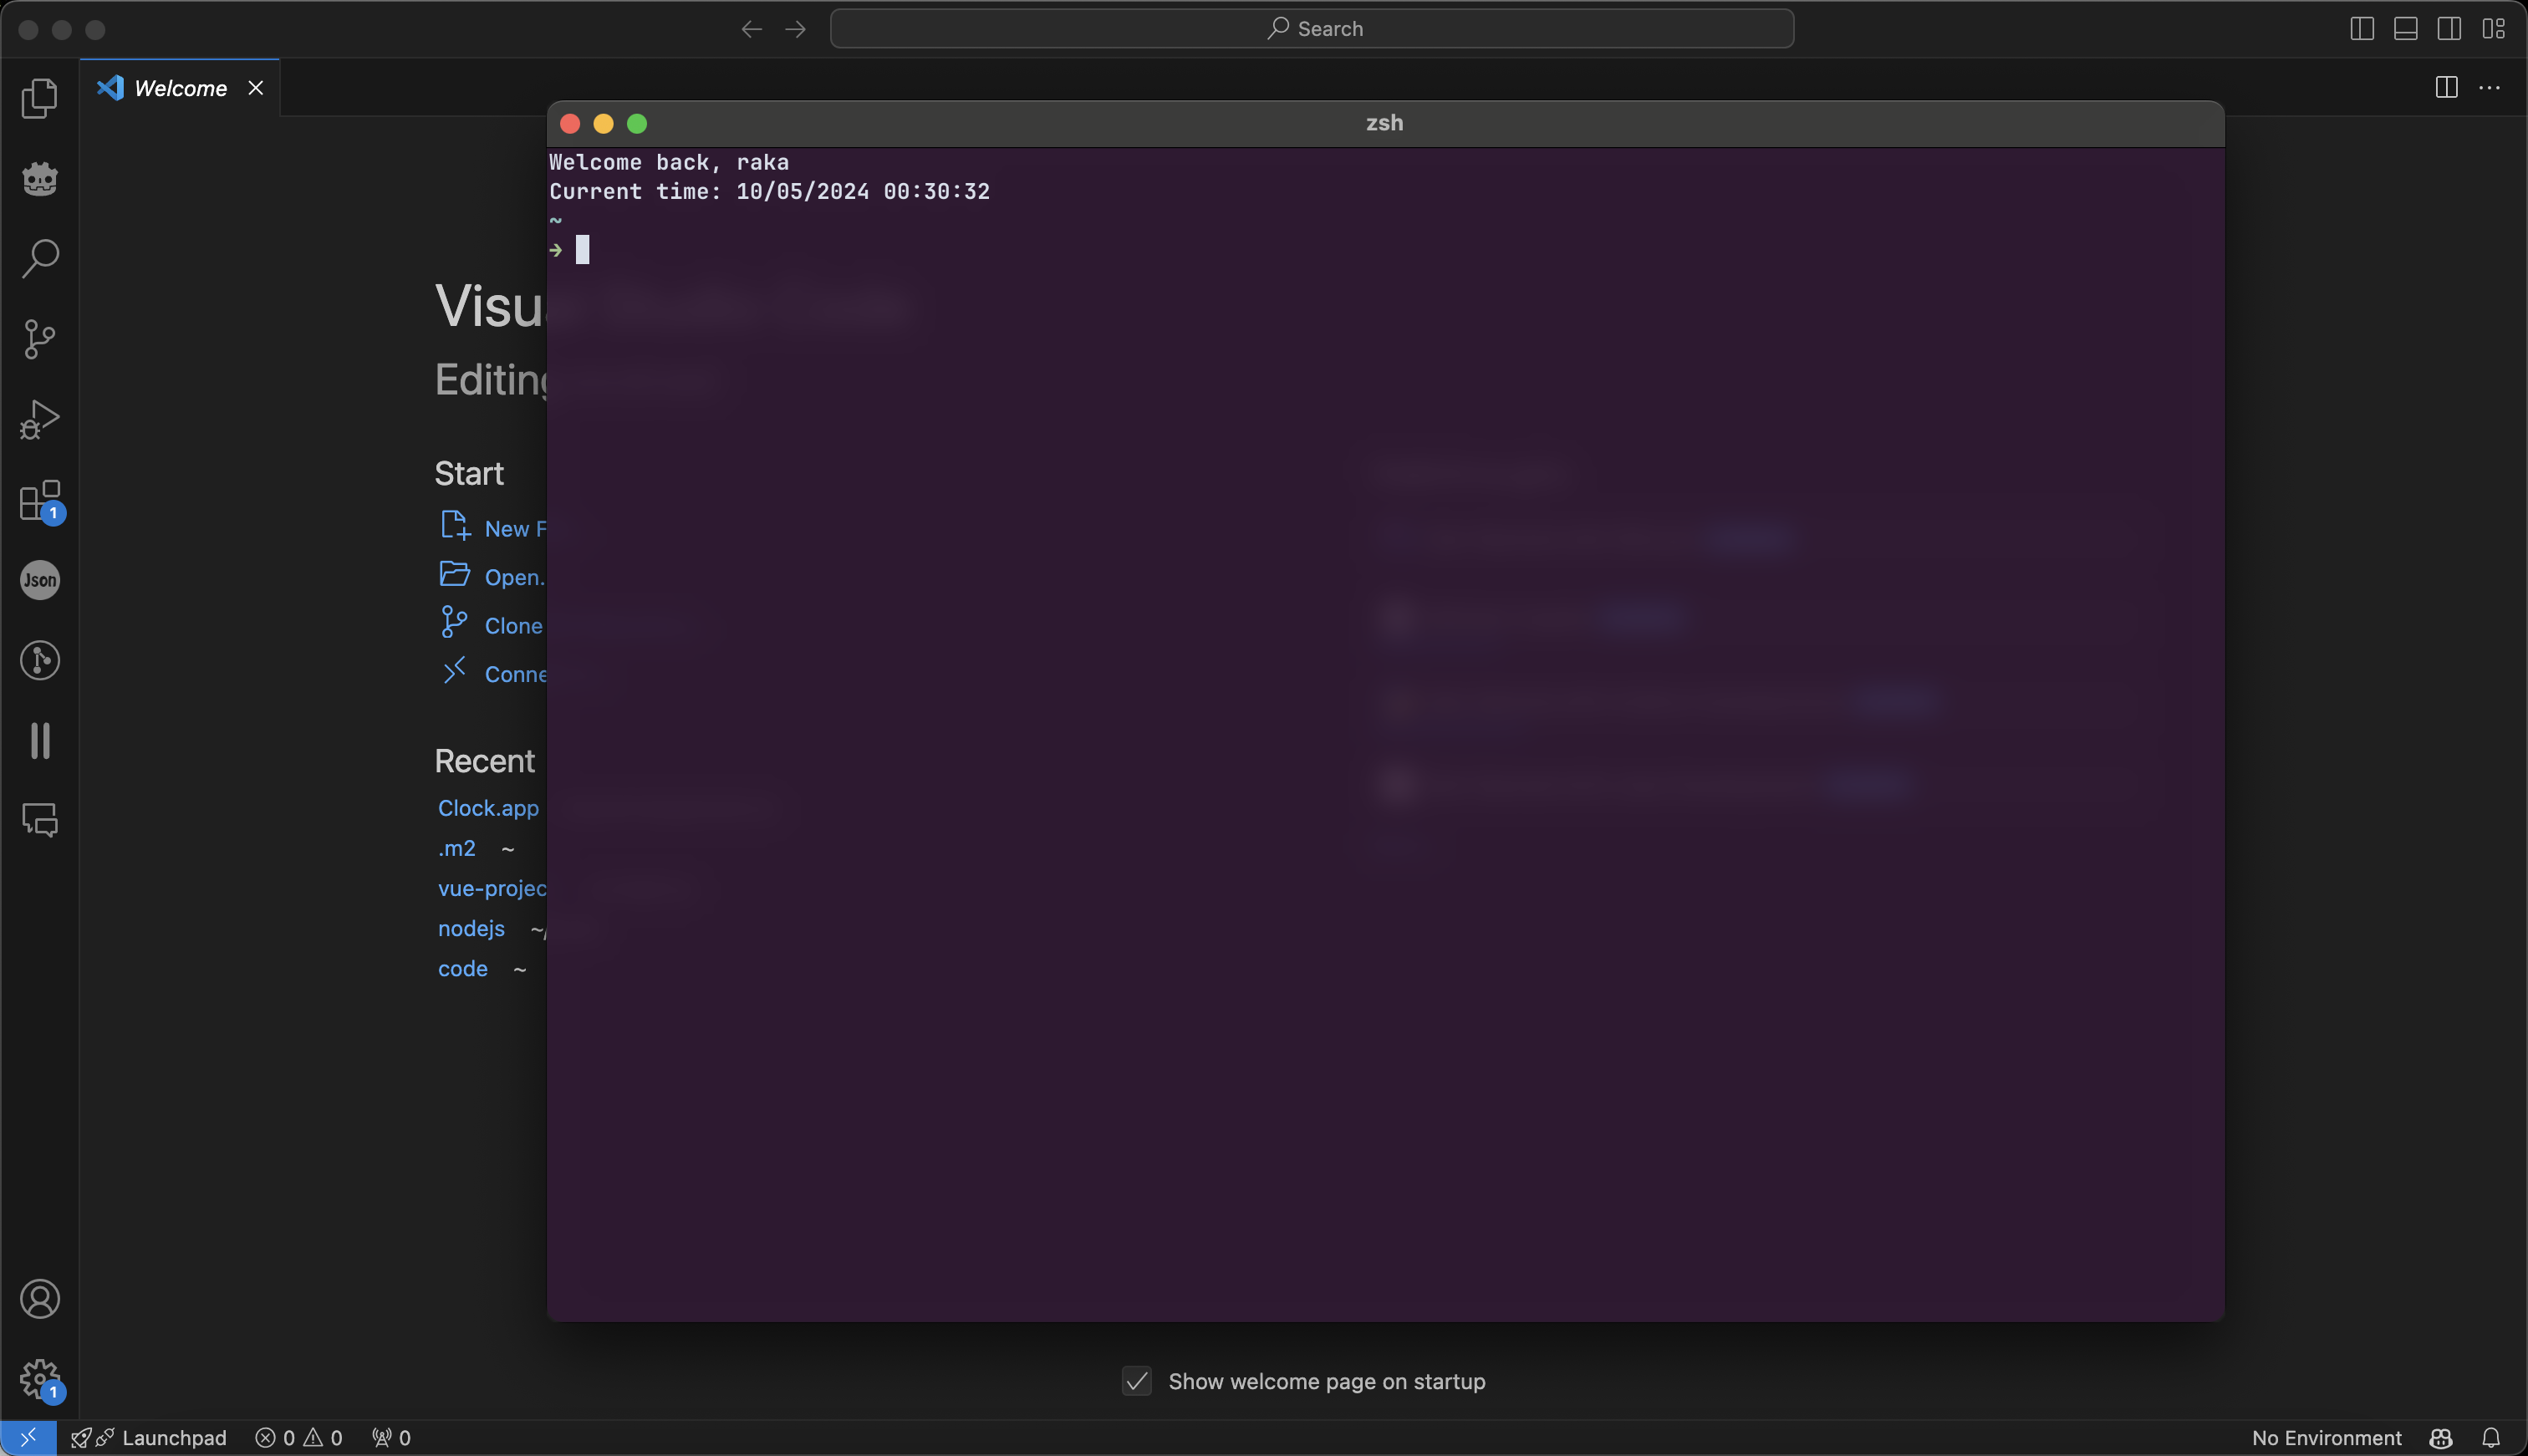 Search
Welcome
zsh
Welcome back, raka
Current time: 10/05/2024 00:30:32
~
→
Visu
Editing
Start
New F
Open.
Clone
Conne
Recent
Clock.app
.m2 ~
vue-projec
nodejs ~/
code ~
1
Json
1
Show welcome page on startup
Launchpad 0 0 0
No Environment